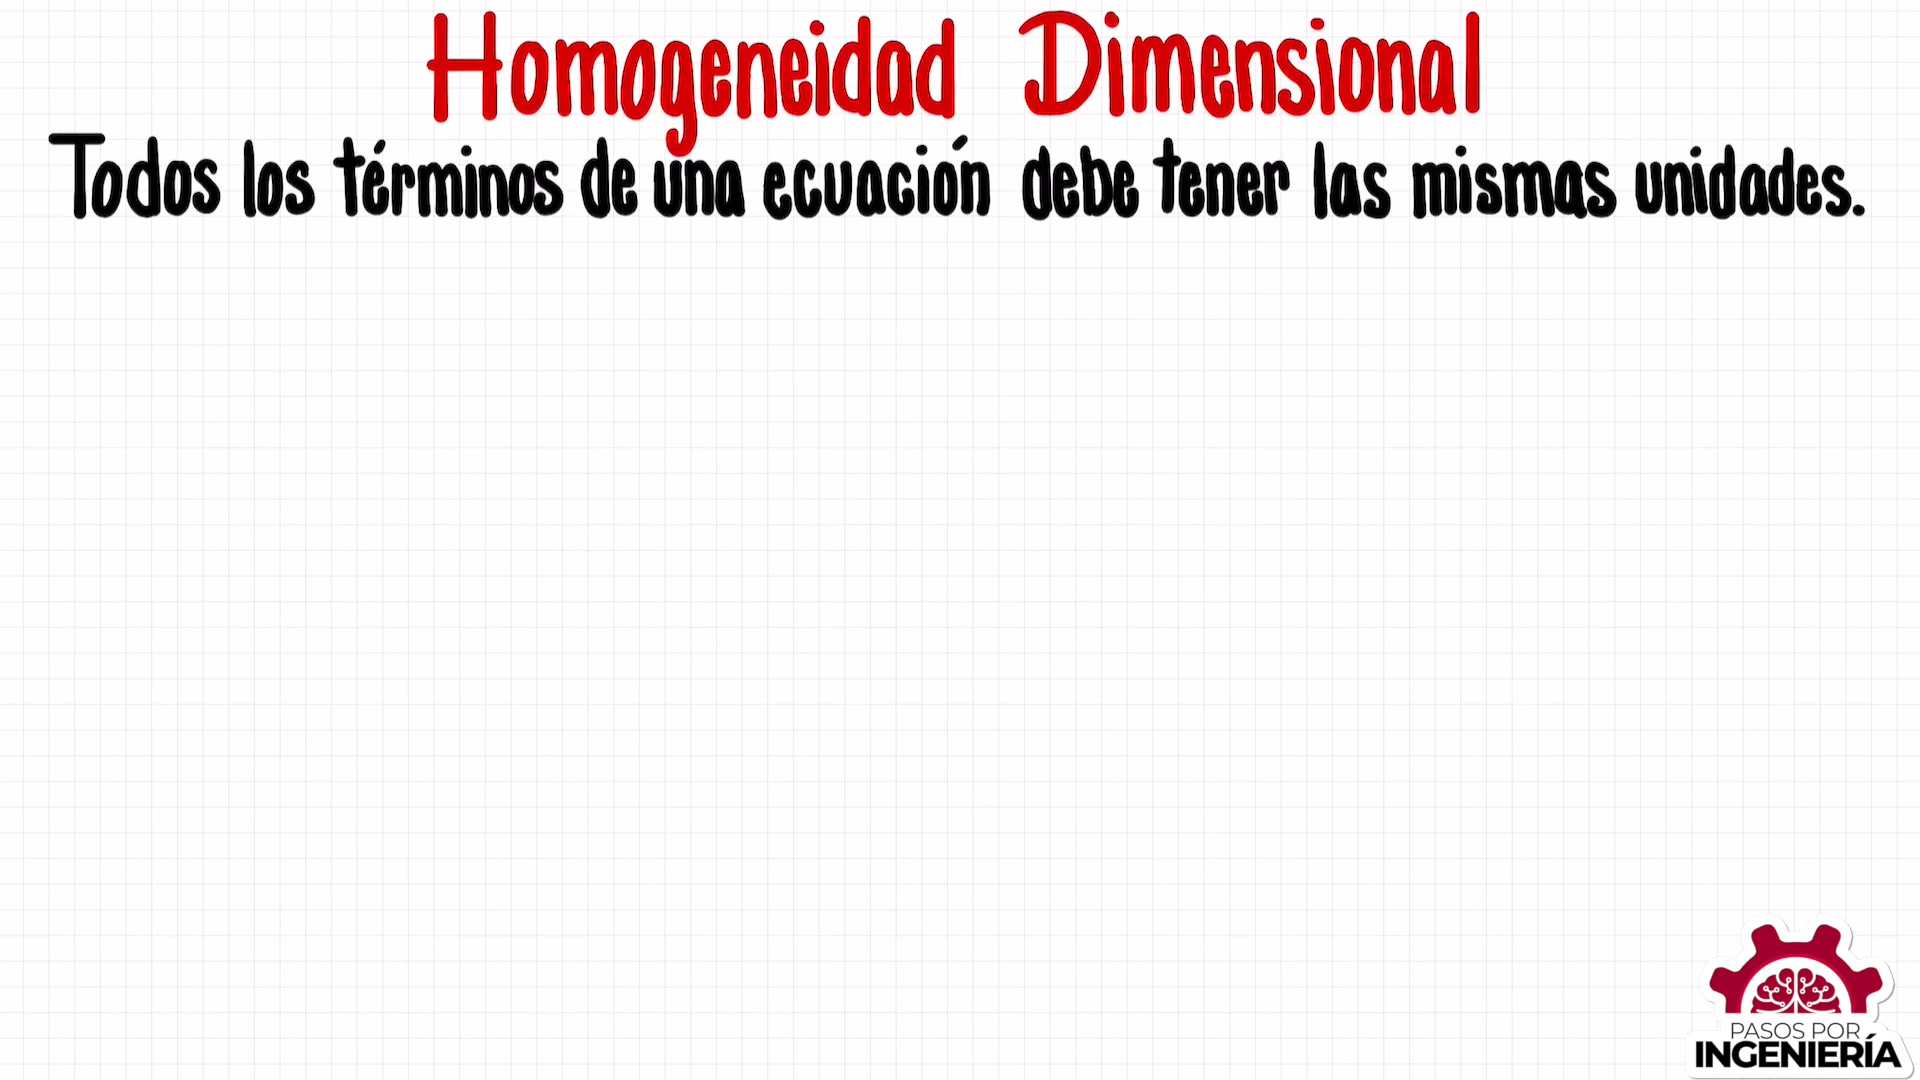 Homogeneidad Dimensional
Todos los términos de una ecuación debe tener las mismas unidades.
PASOS POR
INGENIERÍA